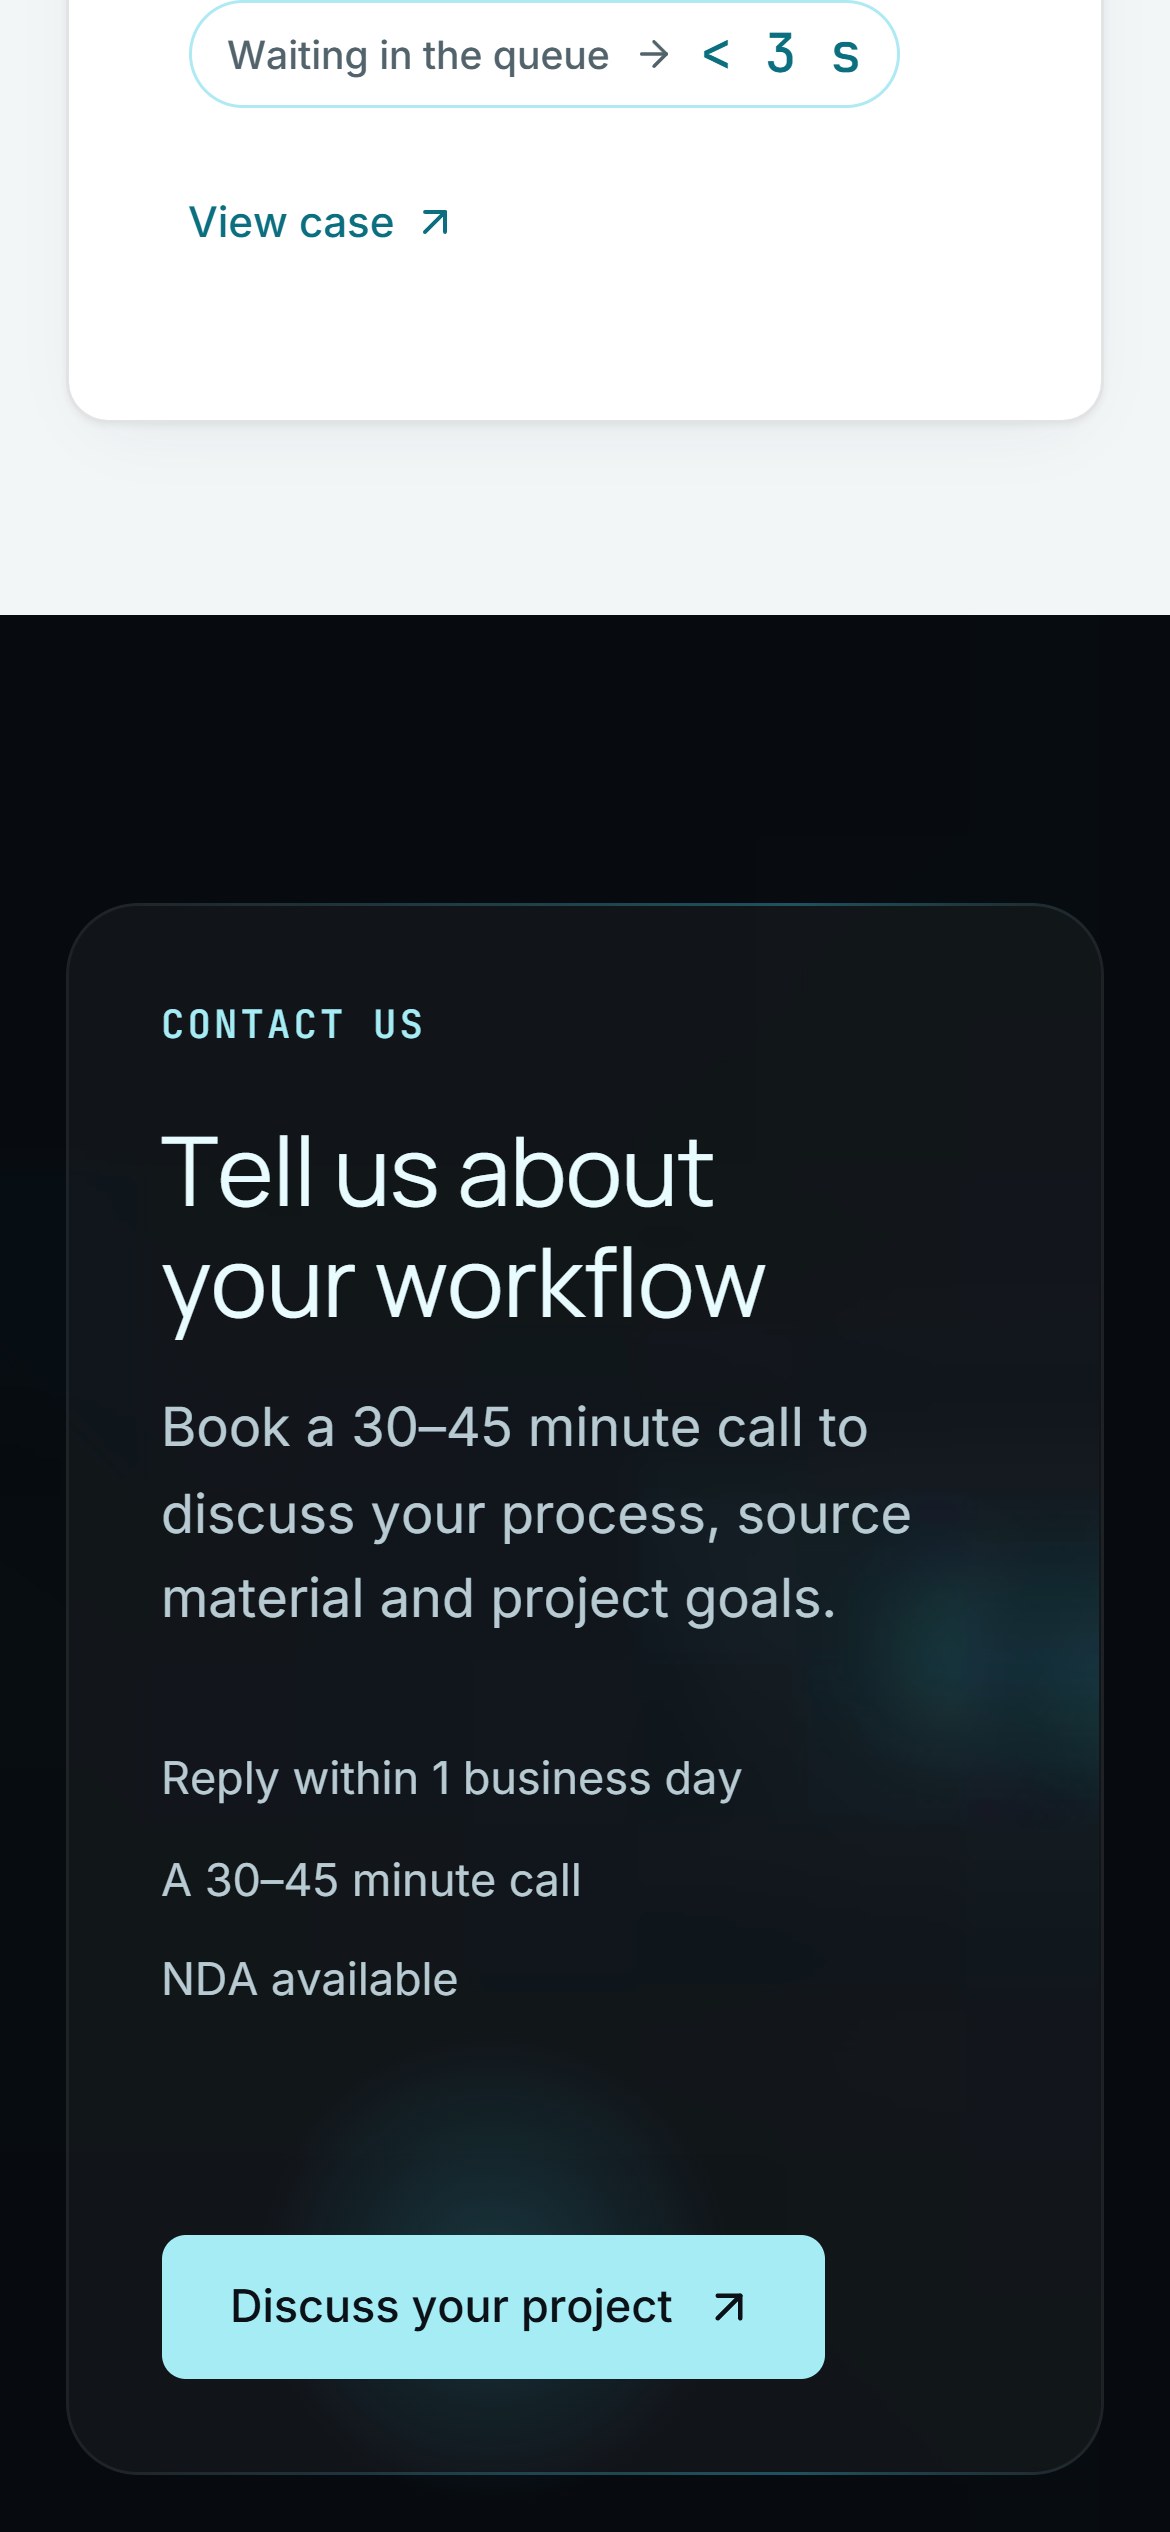 Waiting in the queue → < 3 s
View case ↗
CONTACT US
Tell us about
your workflow
Book a 30–45 minute call to
discuss your process, source
material and project goals.
Reply within 1 business day
A 30–45 minute call
NDA available
Discuss your project ↗